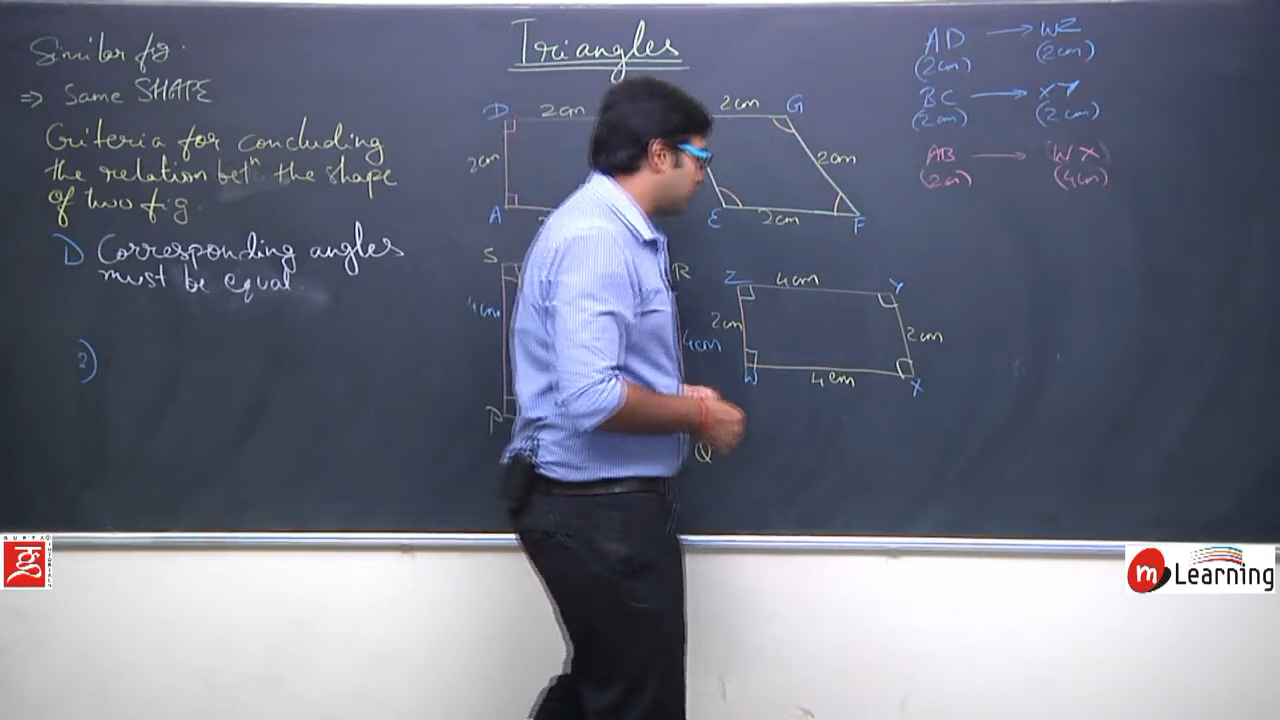 Similar fig.
⇒ Same SHAPE
Criteria for concluding
the relation betⁿ the shape
of two fig.
1) Corresponding angles
must be equal.
2)
Triangles
D 2cm
2cm
A
2cm G
2cm
E 2cm F
S R
4cm 4cm
P Q
Z 4cm Y
2cm 2cm
W 4cm X
AD → WZ
(2cm) (2cm)
BC → XY
(2cm) (2cm)
AB → WX
(2cm) (4cm)
GUPTA TUTORIALS
m Learning